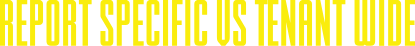 REPORT SPECIFIC VS TENANT WIDE